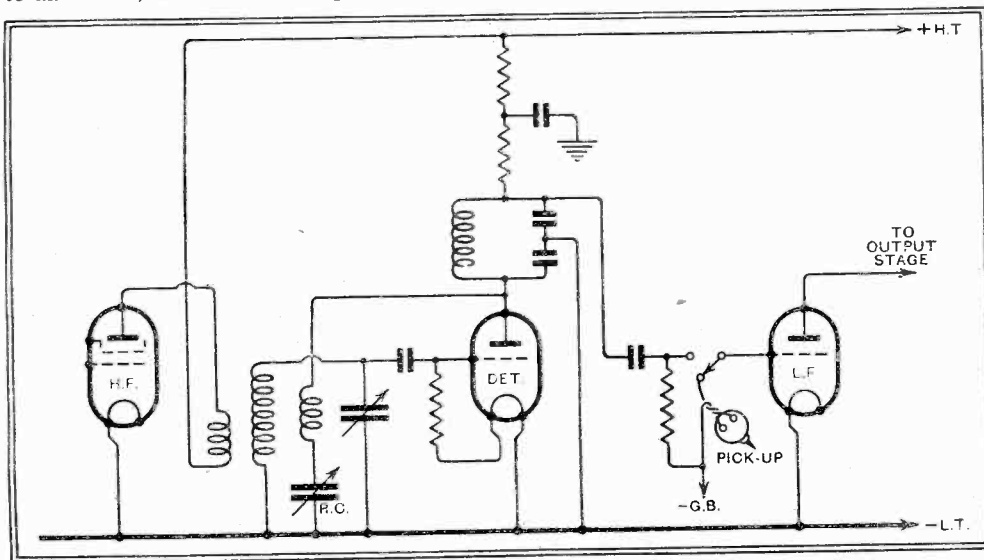 +H.T
TO
OUTPUT
STAGE
H.F.
DET.
L.F
PICK-UP
R.C.
-G.B.
-L.T.